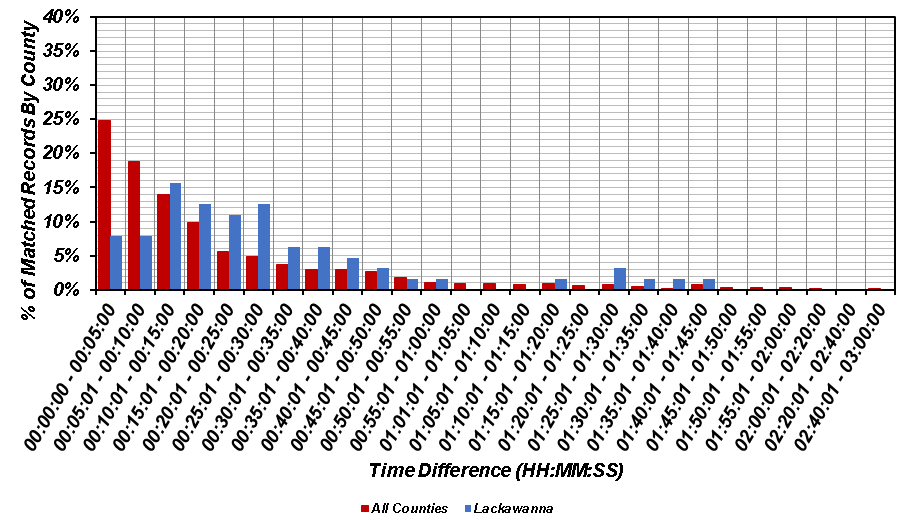 % of Matched Records By County
40%
35%
30%
25%
20%
15%
10%
5%
0%
00:00:00 - 00:05:00
00:05:01 - 00:10:00
00:10:01 - 00:15:00
00:15:01 - 00:20:00
00:20:01 - 00:25:00
00:25:01 - 00:30:00
00:30:01 - 00:35:00
00:35:01 - 00:40:00
00:40:01 - 00:45:00
00:45:01 - 00:50:00
00:50:01 - 00:55:00
00:55:01 - 01:00:00
01:01:01 - 01:05:00
01:05:01 - 01:10:00
01:10:01 - 01:15:00
01:15:01 - 01:20:00
01:20:01 - 01:25:00
01:25:01 - 01:30:00
01:30:01 - 01:35:00
01:35:01 - 01:40:00
01:40:01 - 01:45:00
01:45:01 - 01:50:00
01:50:01 - 01:55:00
01:55:01 - 02:00:00
02:00:01 - 02:20:00
02:20:01 - 02:40:00
02:40:01 - 03:00:00
Time Difference (HH:MM:SS)
All Counties Lackawanna